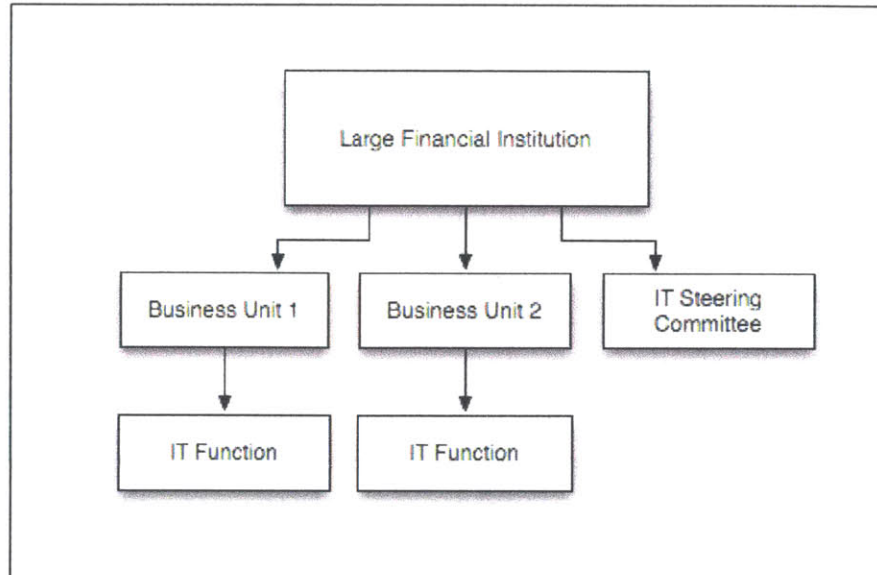 Large Financial Institution
Business Unit 1
Business Unit 2
IT Steering
Committee
IT Function
IT Function